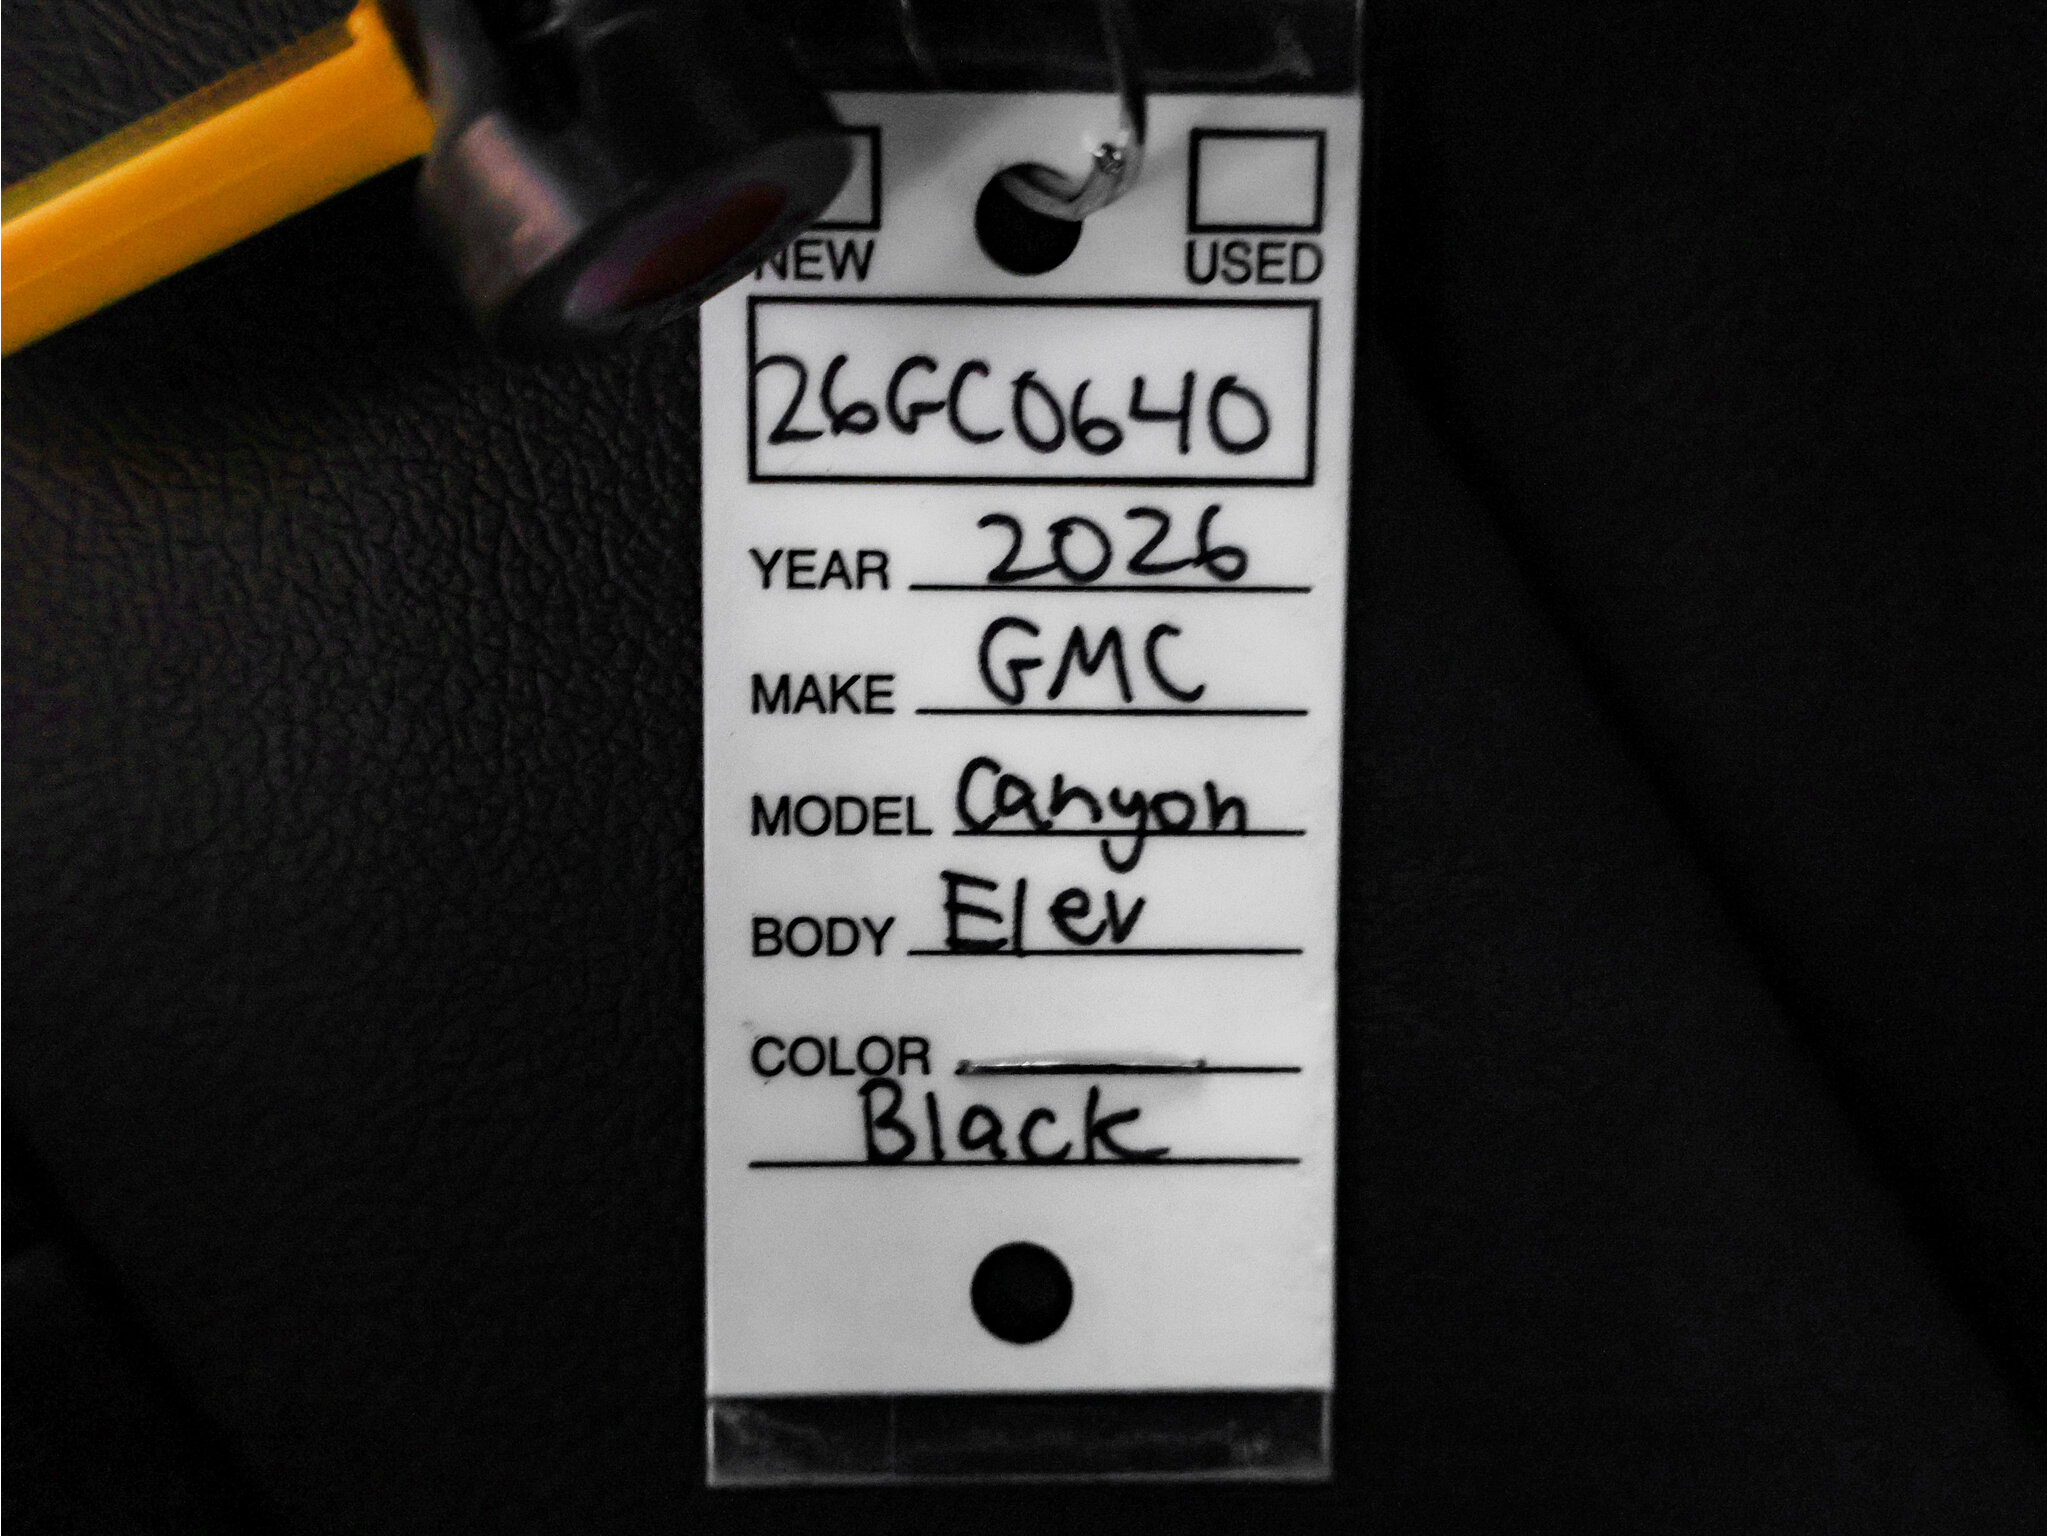 NEW USED
26GC0640
YEAR 2026
MAKE GMC
MODEL Canyon
BODY Elev
COLOR
Black